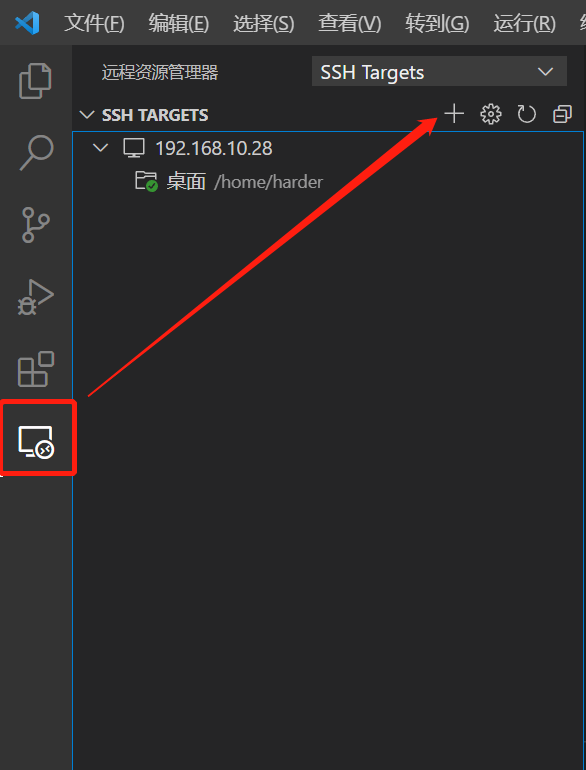 文件(F) 编辑(E) 选择(S) 查看(V) 转到(G) 运行(R)
远程资源管理器 SSH Targets
SSH TARGETS
192.168.10.28
桌面 /home/harder